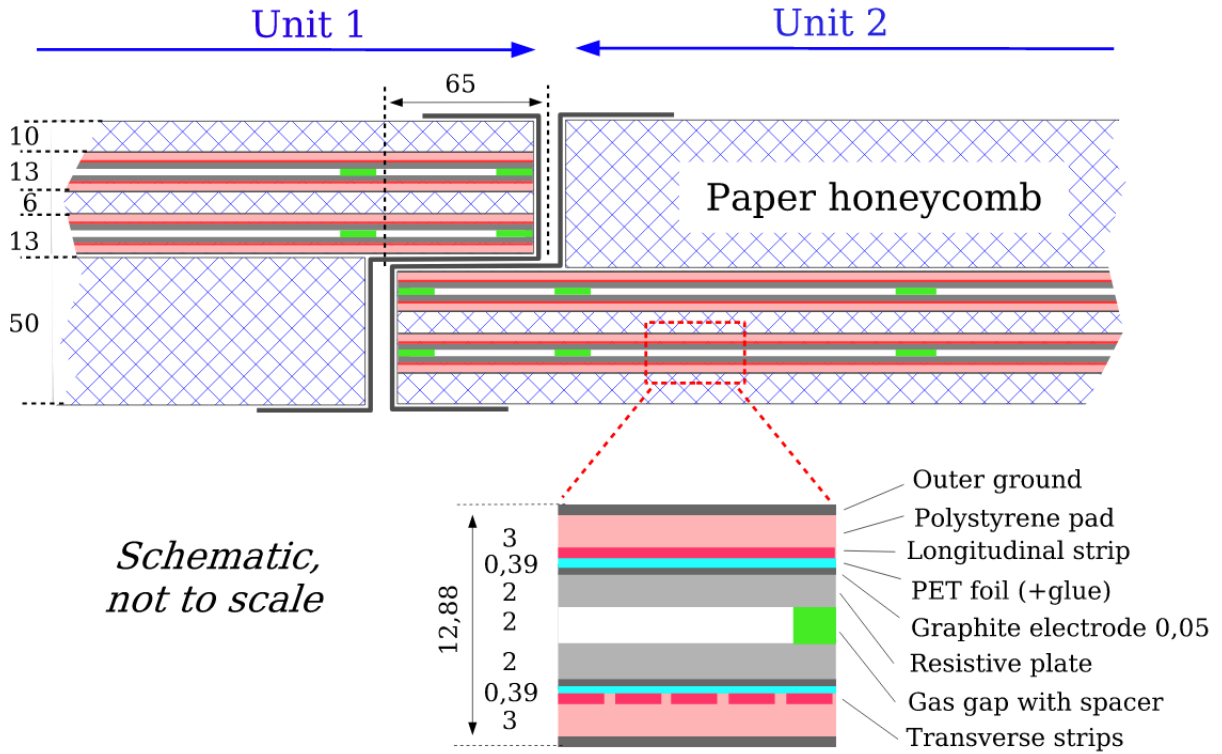 Unit 1
Unit 2
65
10
13
6
13
50
Paper honeycomb
Schematic,
not to scale
12,88
3
0,39
2
2
2
0,39
3
Outer ground
Polystyrene pad
Longitudinal strip
PET foil (+glue)
Graphite electrode 0,05
Resistive plate
Gas gap with spacer
Transverse strips